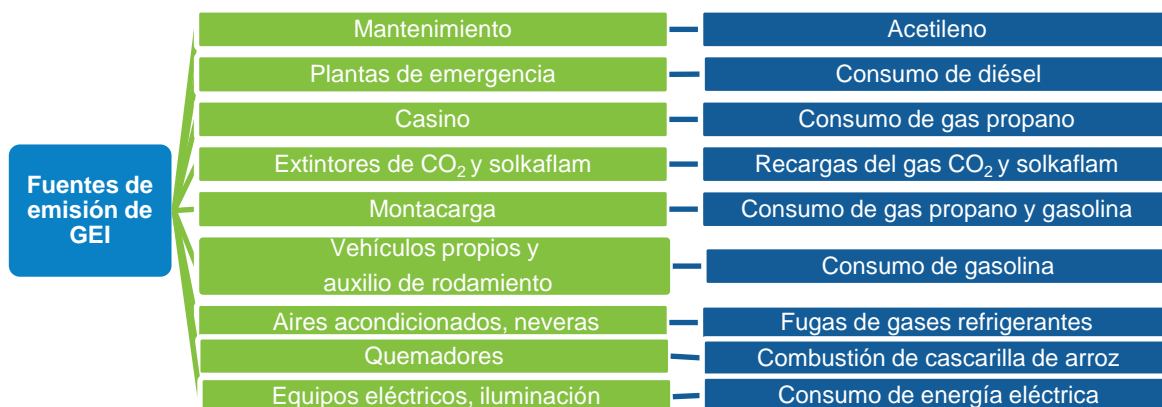 Mantenimiento
Acetileno
Plantas de emergencia
Consumo de diésel
Casino
Consumo de gas propano
Extintores de CO₂ y solkaflam
Recargas del gas CO₂ y solkaflam
Fuentes de
emisión de
GEI
Montacarga
Consumo de gas propano y gasolina
Vehículos propios y
auxilio de rodamiento
Consumo de gasolina
Aires acondicionados, neveras
Fugas de gases refrigerantes
Quemadores
Combustión de cascarilla de arroz
Equipos eléctricos, iluminación
Consumo de energía eléctrica